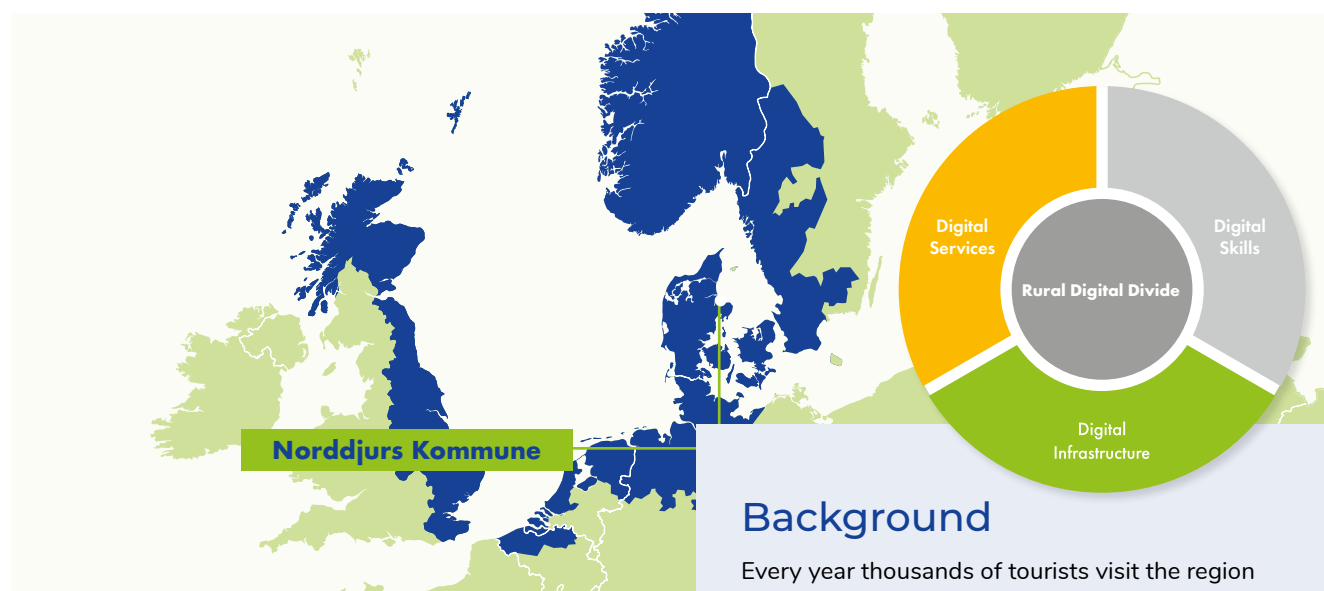 Digital
Services
Digital
Skills
Rural Digital Divide
Digital
Infrastructure
Norddjurs Kommune
Background
Every year thousands of tourists visit the region